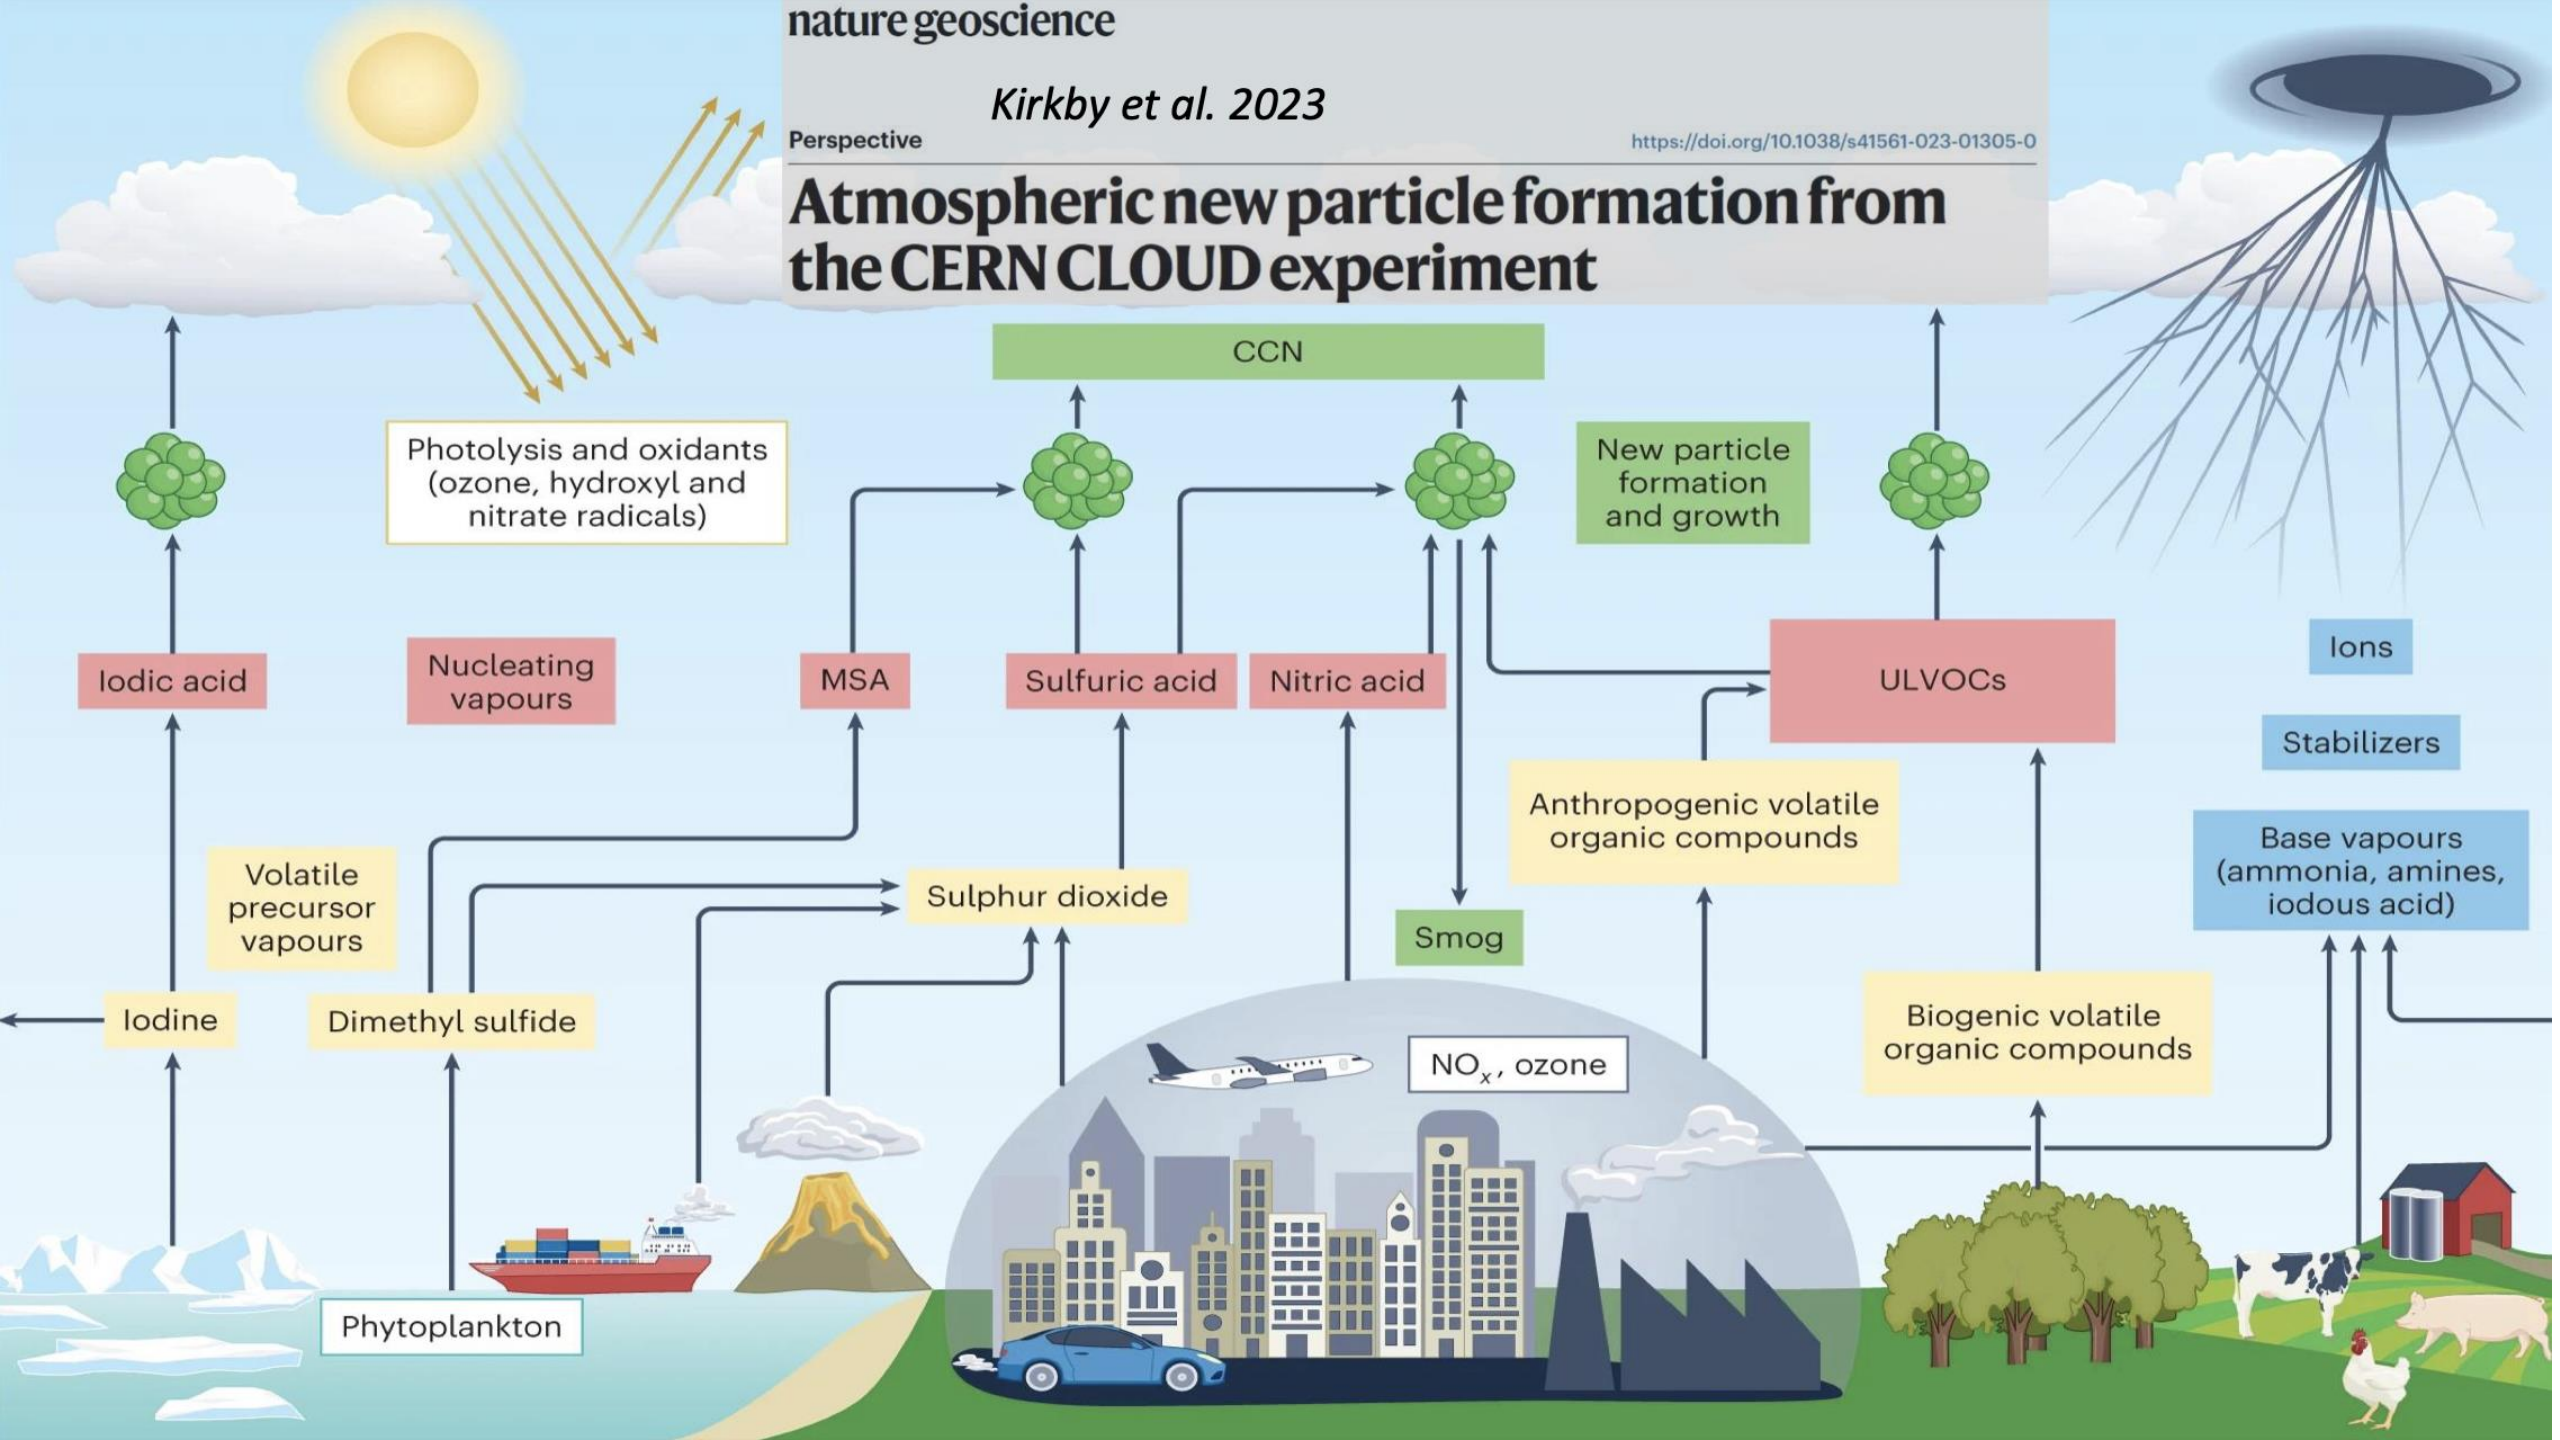 nature geoscience
Kirkby et al. 2023
Perspective
https://doi.org/10.1038/s41561-023-01305-0
Atmospheric new particle formation from
the CERN CLOUD experiment
CCN
Photolysis and oxidants
(ozone, hydroxyl and
nitrate radicals)
New particle
formation
and growth
Iodic acid
Nucleating
vapours
MSA
Sulfuric acid
Nitric acid
ULVOCs
Ions
Stabilizers
Anthropogenic volatile
organic compounds
Base vapours
(ammonia, amines,
iodous acid)
Volatile
precursor
vapours
Sulphur dioxide
Smog
Iodine
Dimethyl sulfide
Biogenic volatile
organic compounds
NOx, ozone
Phytoplankton